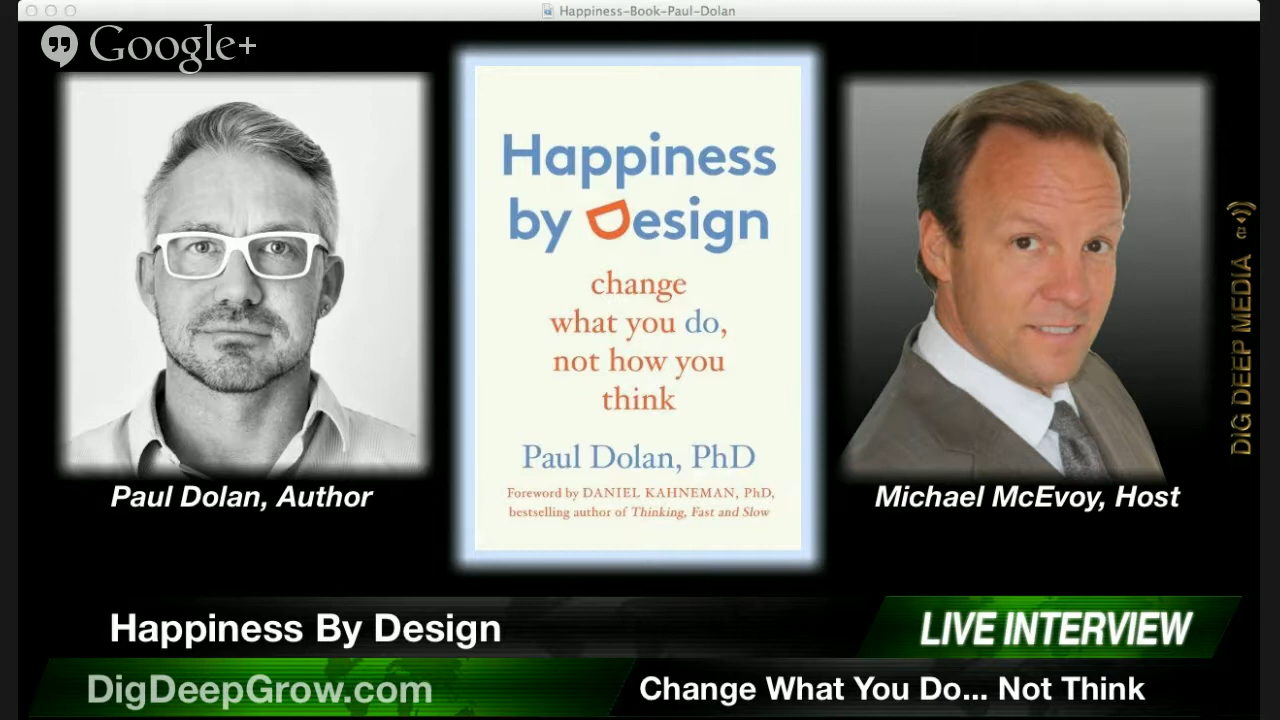 Happiness-Book-Paul-Dolan
Google+
Happiness
by Design
change
what you do,
not how you
think
Paul Dolan, PhD
Foreword by DANIEL KAHNEMAN, PhD,
bestselling author of Thinking, Fast and Slow
Paul Dolan, Author
Michael McEvoy, Host
DIG DEEP MEDIA
Happiness By Design
LIVE INTERVIEW
DigDeepGrow.com
Change What You Do... Not Think